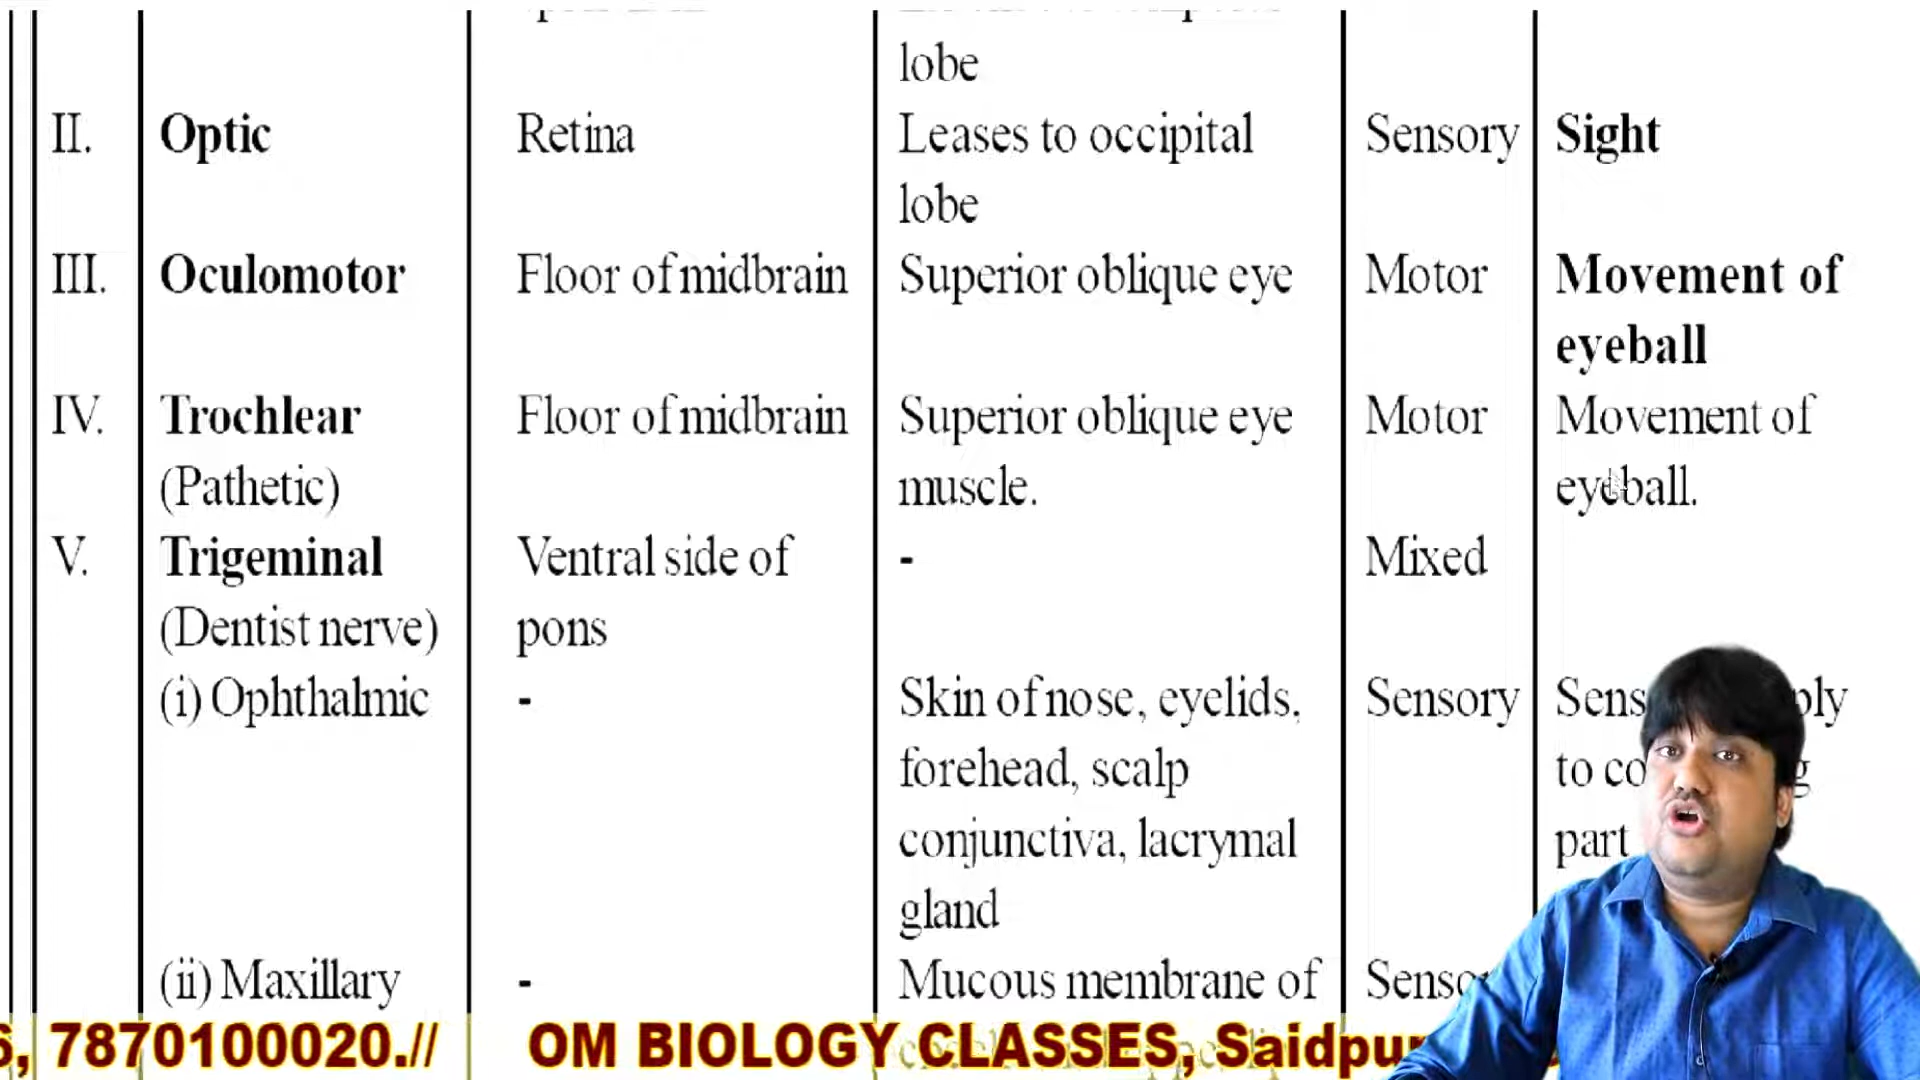 lobe
II. Optic Retina Leases to occipital Sensory Sight
lobe
III. Oculomotor Floor of midbrain Superior oblique eye Motor Movement of
eyeball
IV. Trochlear Floor of midbrain Superior oblique eye Motor Movement of
(Pathetic) muscle. eyeball.
V. Trigeminal Ventral side of - Mixed
(Dentist nerve) pons
(i) Ophthalmic - Skin of nose, eyelids, Sensory
forehead, scalp to
conjunctiva, lacrymal part
gland
(ii) Maxillary - Mucous membrane of
6, 7870100020.// OM BIOLOGY CLASSES, Saidpur